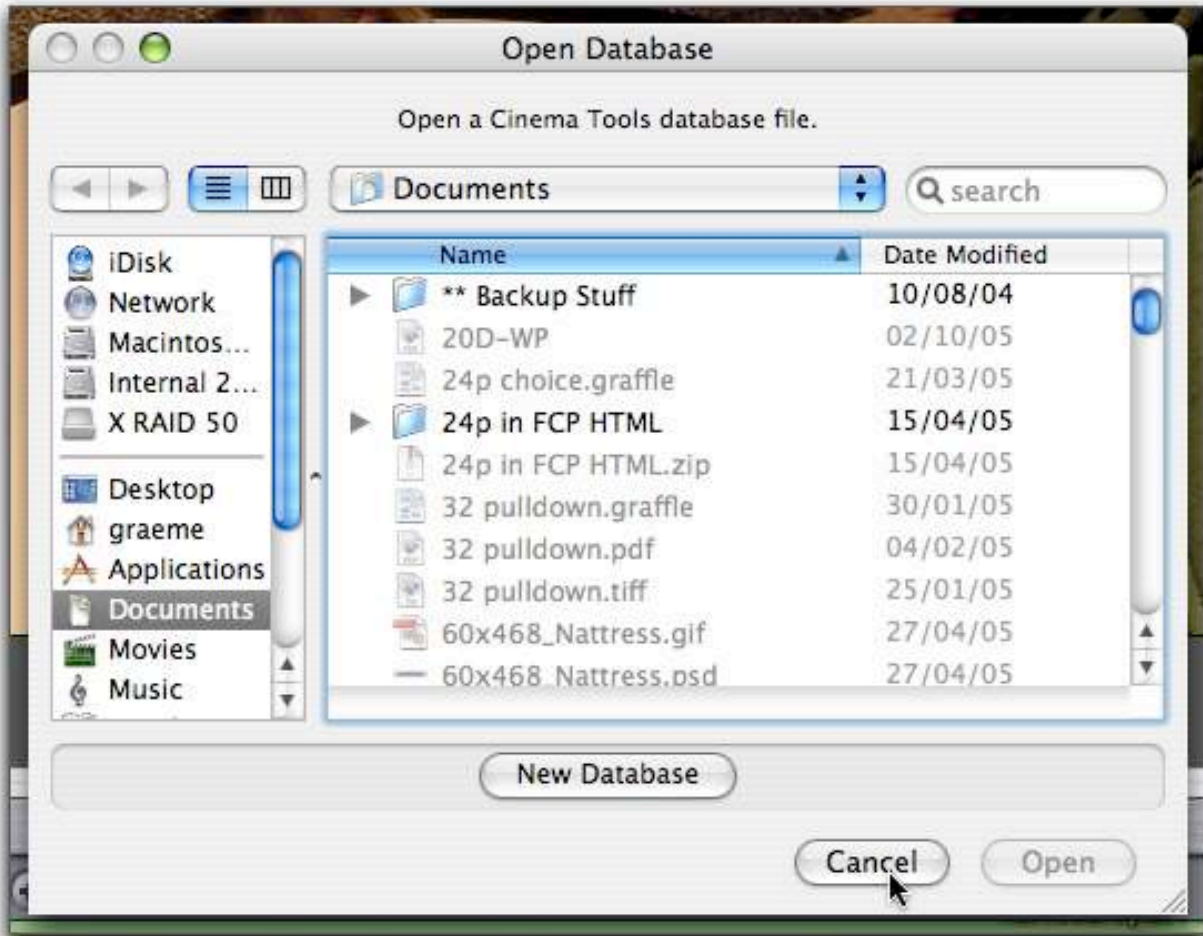 Open Database
Open a Cinema Tools database file.
Documents
search
iDisk
Network
Macintos...
Internal 2...
X RAID 50
Desktop
graeme
Applications
Documents
Movies
Music
Name Date Modified
** Backup Stuff 10/08/04
20D-WP 02/10/05
24p choice.graffle 21/03/05
24p in FCP HTML 15/04/05
24p in FCP HTML.zip 15/04/05
32 pulldown.graffle 30/01/05
32 pulldown.pdf 04/02/05
32 pulldown.tiff 25/01/05
60x468_Nattress.gif 27/04/05
60x468_Nattress.psd 27/04/05
New Database
Cancel Open